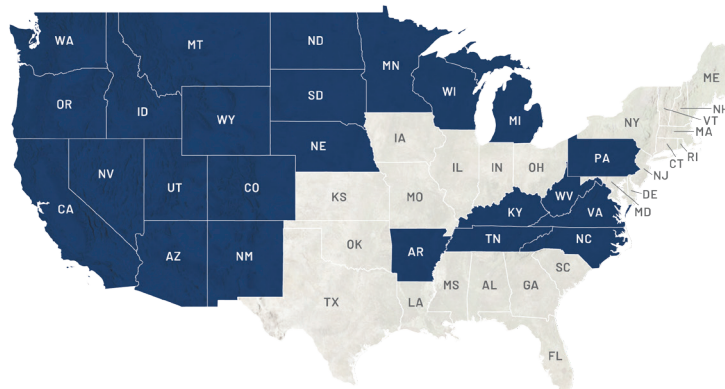 WA
MT
ND
MN
OR
ID
SD
WI
MI
WY
NE
IA
NV
UT
CO
CA
KS
MO
IL
IN
OH
PA
NY
ME
NH
VT
MA
RI
CT
NJ
DE
MD
WV
VA
KY
AZ
NM
OK
AR
TN
NC
SC
TX
LA
MS
AL
GA
FL